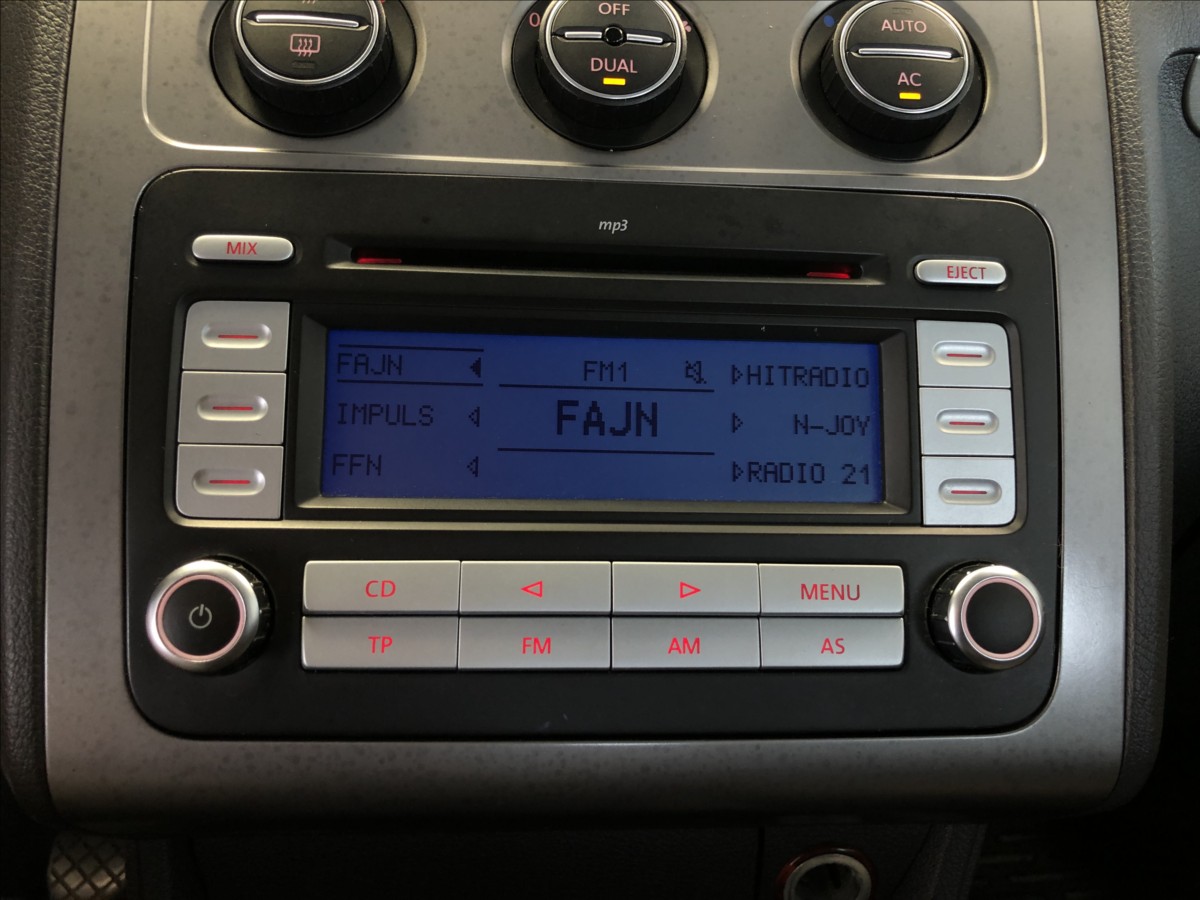 OFF
0
DUAL
AUTO
AC
mp3
MIX
EJECT
FAJN
FM1
HITRADIO
IMPULS
FAJN
N-JOY
FFN
RADIO 21
CD
MENU
TP
FM
AM
AS